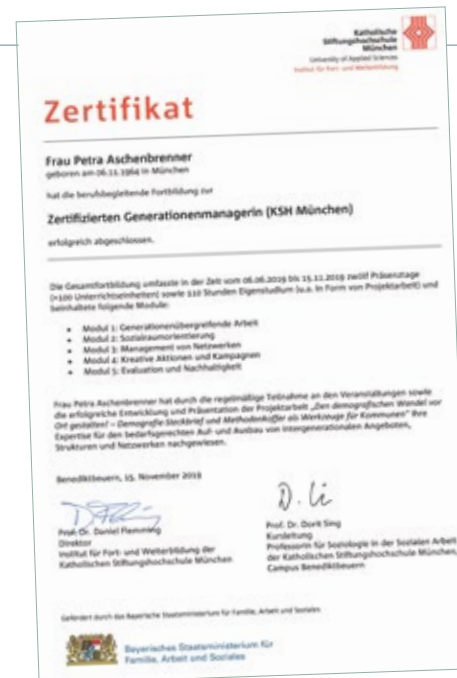 Katholische
Stiftungshochschule
München
University of Applied Sciences
Institut für Fort- und Weiterbildung
Zertifikat
Frau Petra Aschenbrenner
geboren am 06.11.1964 in München
hat die berufsbegleitende Fortbildung zur
Zertifizierten Generationenmanagerin (KSH München)
erfolgreich abgeschlossen.
Die Gesamtfortbildung umfasste in der Zeit vom 06.06.2019 bis 15.11.2019 zwölf Präsenztage
(=100 Unterrichtseinheiten) sowie 110 Stunden Eigenstudium (u.a. in Form von Projektarbeit) und
beinhaltete folgende Module:
• Modul 1: Generationenübergreifende Arbeit
• Modul 2: Sozialraumorientierung
• Modul 3: Management von Netzwerken
• Modul 4: Kreative Aktionen und Kampagnen
• Modul 5: Evaluation und Nachhaltigkeit
Frau Petra Aschenbrenner hat durch die regelmäßige Teilnahme an den Veranstaltungen sowie
die erfolgreiche Entwicklung und Präsentation der Projektarbeit „Den demografischen Wandel vor
Ort gestalten! – Demografie-Steckbrief und Methodenkoffer als Werkzeuge für Kommunen“ ihre
Expertise für den bedarfsgerechten Auf- und Ausbau von intergenerationalen Angeboten,
Strukturen und Netzwerken nachgewiesen.
Benediktbeuern, 15. November 2019
Prof. Dr. Daniel Flemming
Direktor
Institut für Fort- und Weiterbildung der
Katholischen Stiftungshochschule München
Prof. Dr. Dorit Sing
Kursleitung
Professorin für Soziologie in der Sozialen Arbeit
der Katholischen Stiftungshochschule München,
Campus Benediktbeuern
Gefördert durch das Bayerische Staatsministerium für Familie, Arbeit und Soziales
Bayerisches Staatsministerium für
Familie, Arbeit und Soziales